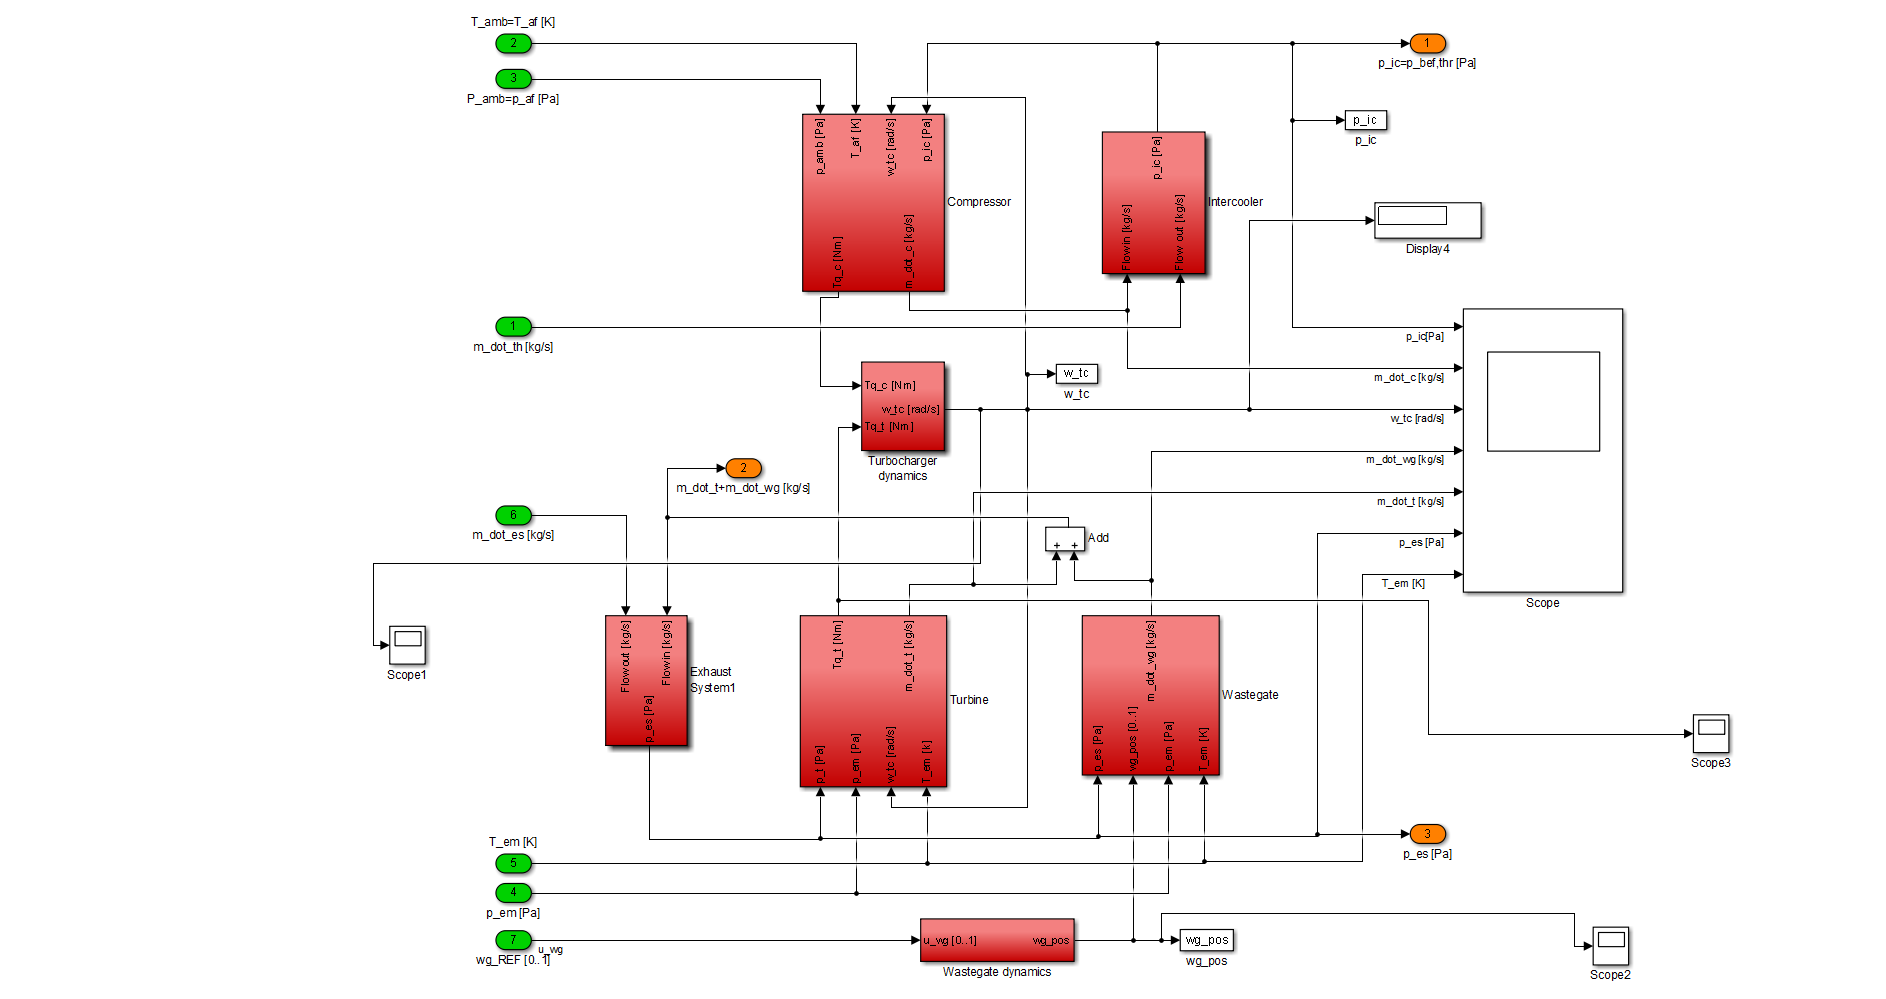 T_amb=T_af [K]
2
3
P_amb=p_af [Pa]
1
p_ic=p_bef,thr [Pa]
p_amb [Pa]
T_af [K]
w_tc [rad/s]
p_ic [Pa]
Tq_c [Nm]
m_dot_c [kg/s]
Compressor
p_ic [Pa]
Flowin [kg/s]
Flow out [kg/s]
Intercooler
p_ic
p_ic
Display4
1
m_dot_th [kg/s]
Tq_c [Nm]
w_tc [rad/s]
Tq_t [Nm]
Turbocharger
dynamics
w_tc
w_tc
p_ic[Pa]
m_dot_c [kg/s]
w_tc [rad/s]
m_dot_wg [kg/s]
m_dot_t [kg/s]
p_es [Pa]
T_em [K]
Scope
2
m_dot_t+m_dot_wg [kg/s]
6
m_dot_es [kg/s]
+ +
Add
Scope1
Flowout [kg/s]
Flowin [kg/s]
p_es [Pa]
Exhaust
System1
Tq_t [Nm]
m_dot_t [kg/s]
p_t [Pa]
p_em [Pa]
w_tc [rad/s]
T_em [k]
Turbine
m_dot_wg [kg/s]
p_es [Pa]
wg_pos [0..1]
p_em [Pa]
T_em [K]
Wastegate
Scope3
3
p_es [Pa]
T_em [K]
5
4
p_em [Pa]
7
u_wg
wg_REF [0..1]
u_wg [0..1]
wg_pos
Wastegate dynamics
wg_pos
wg_pos
Scope2